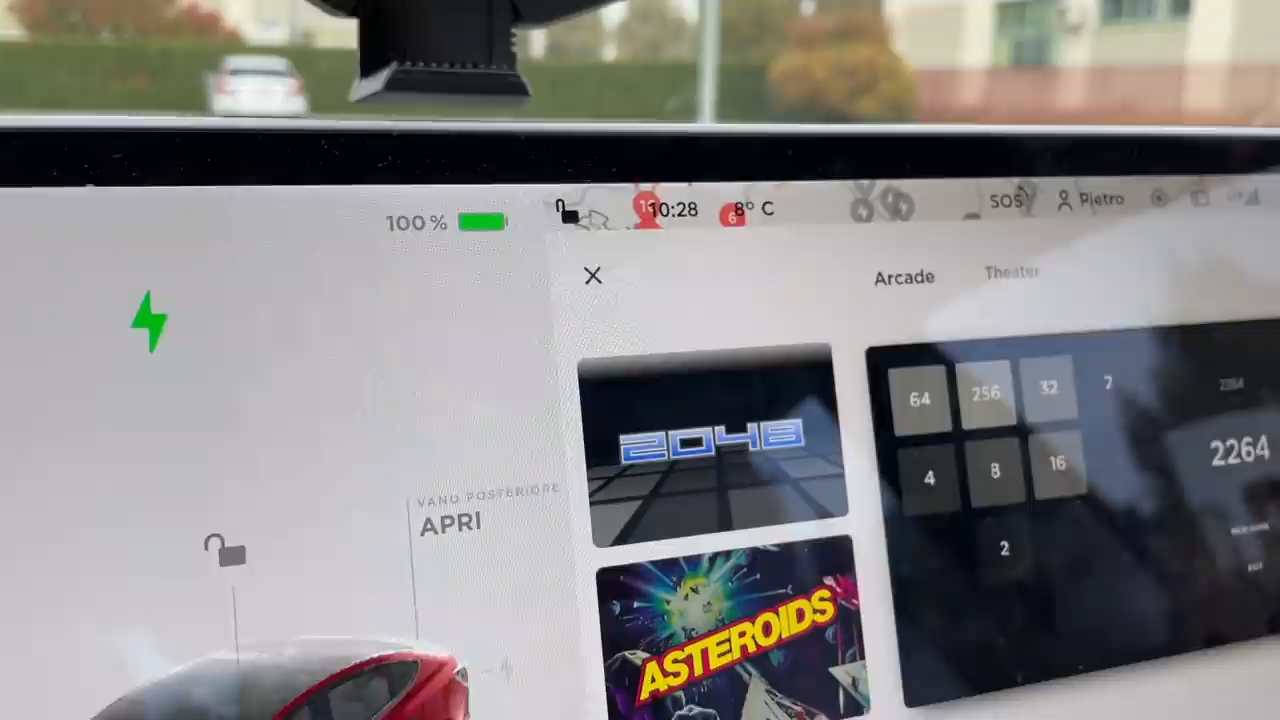 100 %
10:28
6
8° C
SOS
Pietro
Arcade
Theater
2048
64 256 32 2
4 8 16
2
2264
VANO POSTERIORE
APRI
ASTEROIDS